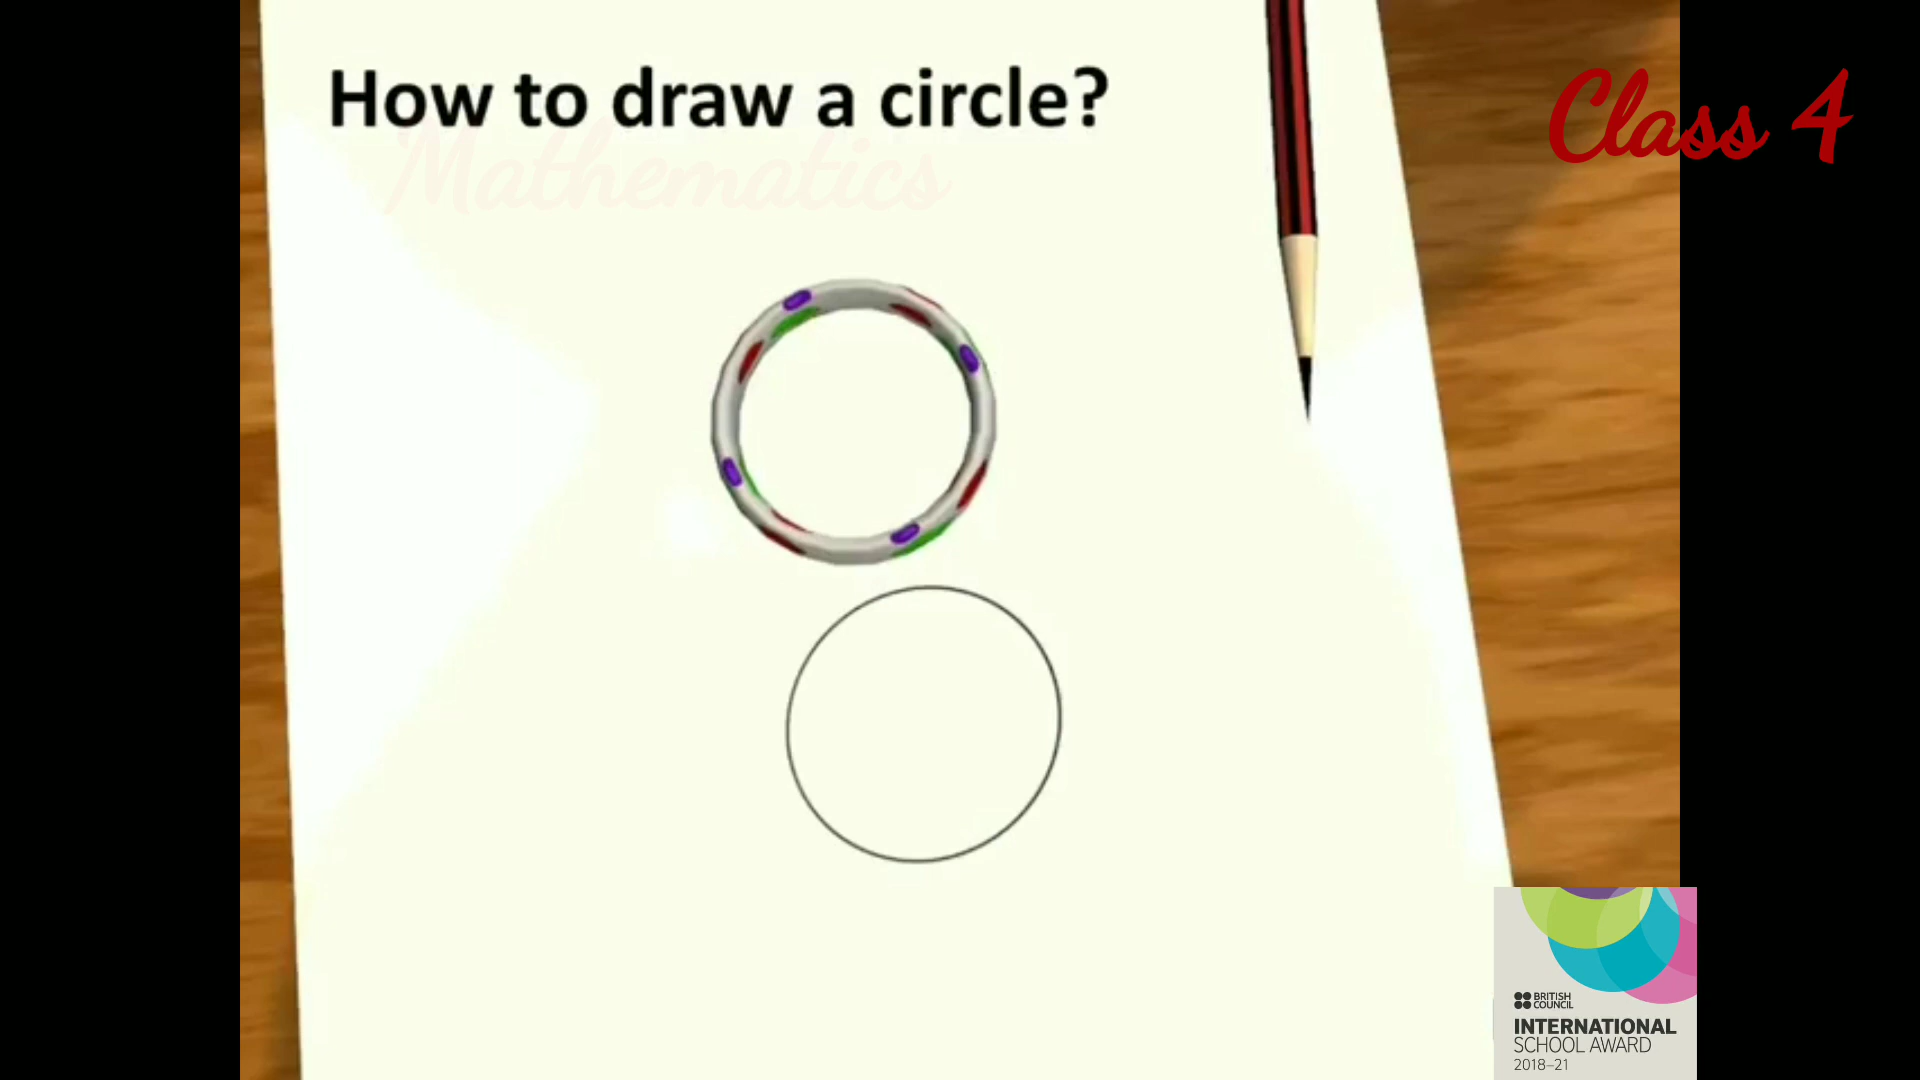 How to draw a circle?
Class 4
Mathematics
BRITISH
COUNCIL
INTERNATIONAL
SCHOOL AWARD
2018–21